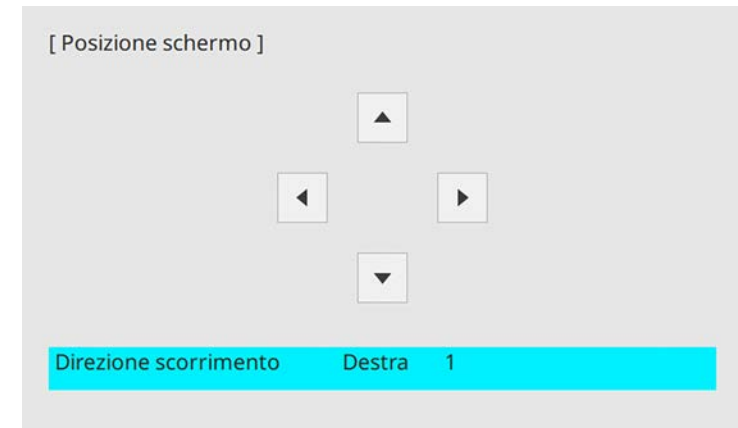 [ Posizione schermo ]
Direzione scorrimento Destra 1